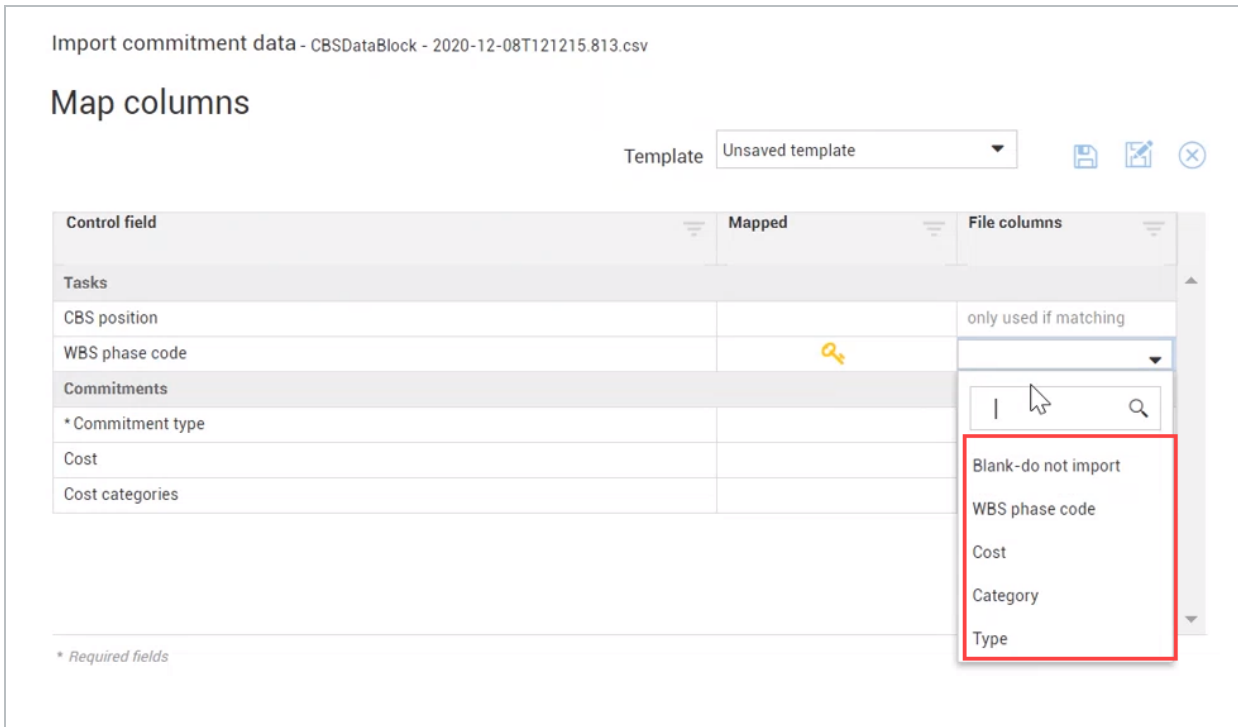 Import commitment data - CBSDataBlock - 2020-12-08T121215.813.csv
Map columns
Template Unsaved template
Control field Mapped File columns
Tasks
CBS position only used if matching
WBS phase code
Commitments
* Commitment type
Cost
Cost categories
Blank-do not import
WBS phase code
Cost
Category
Type
* Required fields